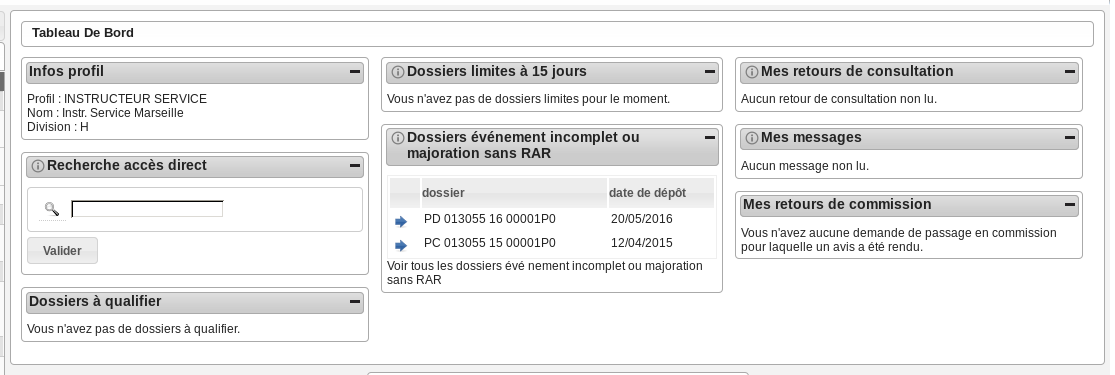 Tableau De Bord
Infos profil
Profil : INSTRUCTEUR SERVICE
Nom : Instr. Service Marseille
Division : H
Recherche accès direct
Valider
Dossiers à qualifier
Vous n'avez pas de dossiers à qualifier.
Dossiers limites à 15 jours
Vous n'avez pas de dossiers limites pour le moment.
Dossiers événement incomplet ou
majoration sans RAR
dossier date de dépôt
PD 013055 16 00001P0 20/05/2016
PC 013055 15 00001P0 12/04/2015
Voir tous les dossiers évé nement incomplet ou majoration
sans RAR
Mes retours de consultation
Aucun retour de consultation non lu.
Mes messages
Aucun message non lu.
Mes retours de commission
Vous n'avez aucune demande de passage en commission
pour laquelle un avis a été rendu.